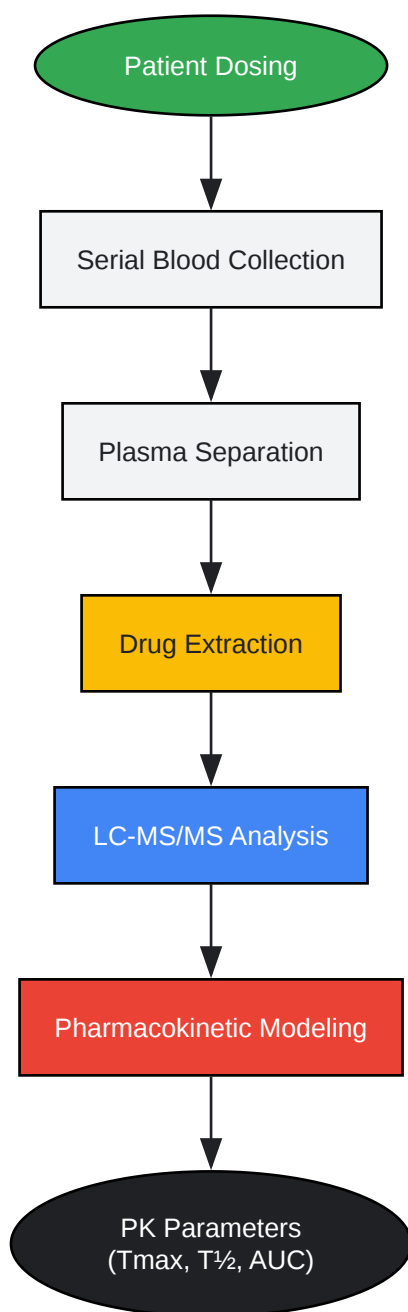 Patient Dosing
Serial Blood Collection
Plasma Separation
Drug Extraction
LC-MS/MS Analysis
Pharmacokinetic Modeling
PK Parameters
(Tmax, T½, AUC)